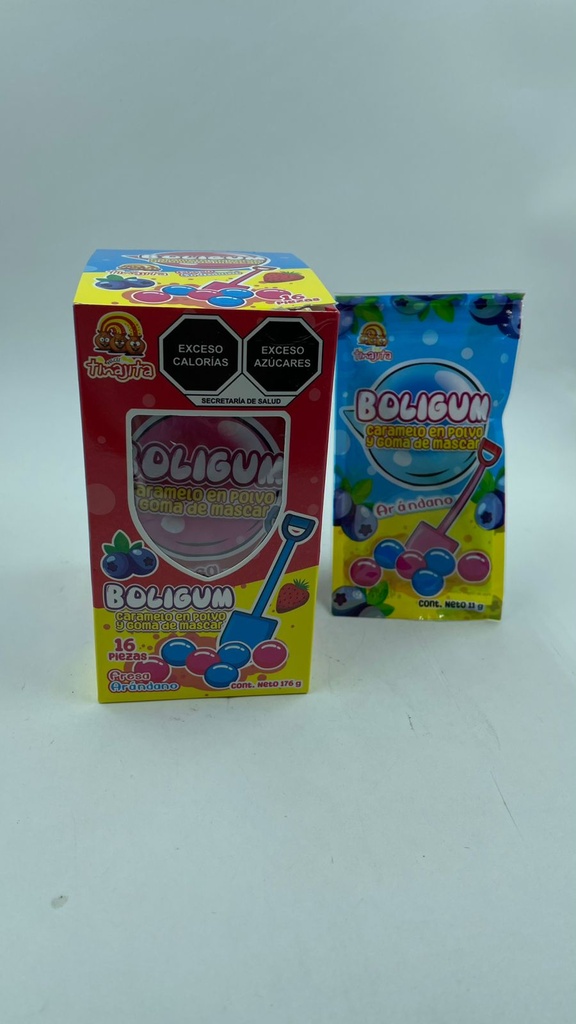 BOLIGUM
16
PIEZAS
tinajita
EXCESO
CALORÍAS
EXCESO
AZÚCARES
SECRETARÍA DE SALUD
OLIGUM
aramelo en polvo
goma de mascar
BOLIGUM
caramelo en polvo
y goma de mascar
16
Piezas
Fresa
Arándano
Cont. Neto 176 g
tinajita
BOLIGUM
caramelo en polvo
y goma de mascar
Arándano
Cont. Neto 11 g